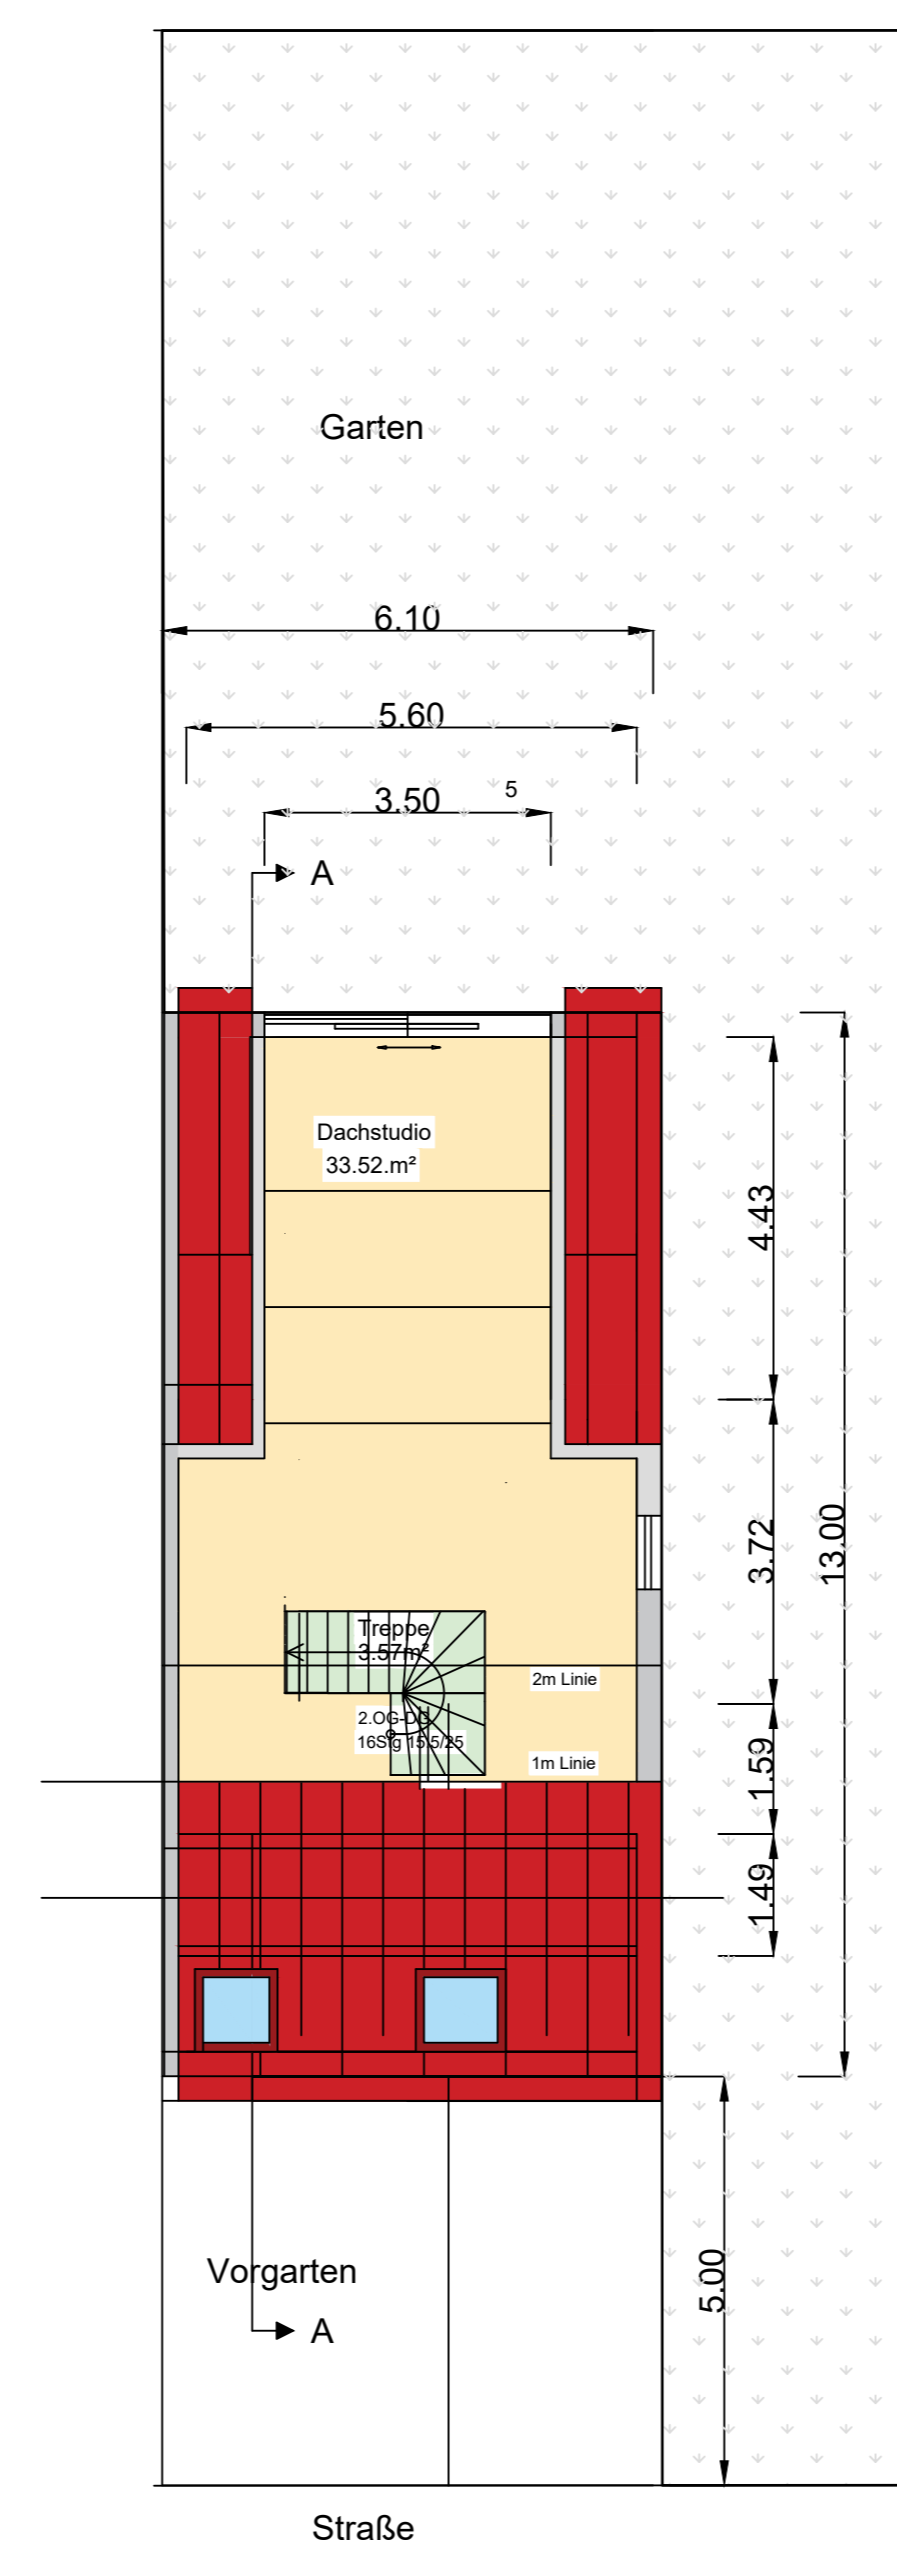 Garten
6.10
5.60
5
3.50
A
Dachstudio
33.52.m²
4.43
3.72
13.00
Treppe
3.57m²
2m Linie
2.OG-DG
16Stg 15,5/25
1m Linie
1.59
1.49
Vorgarten
5.00
A
Straße